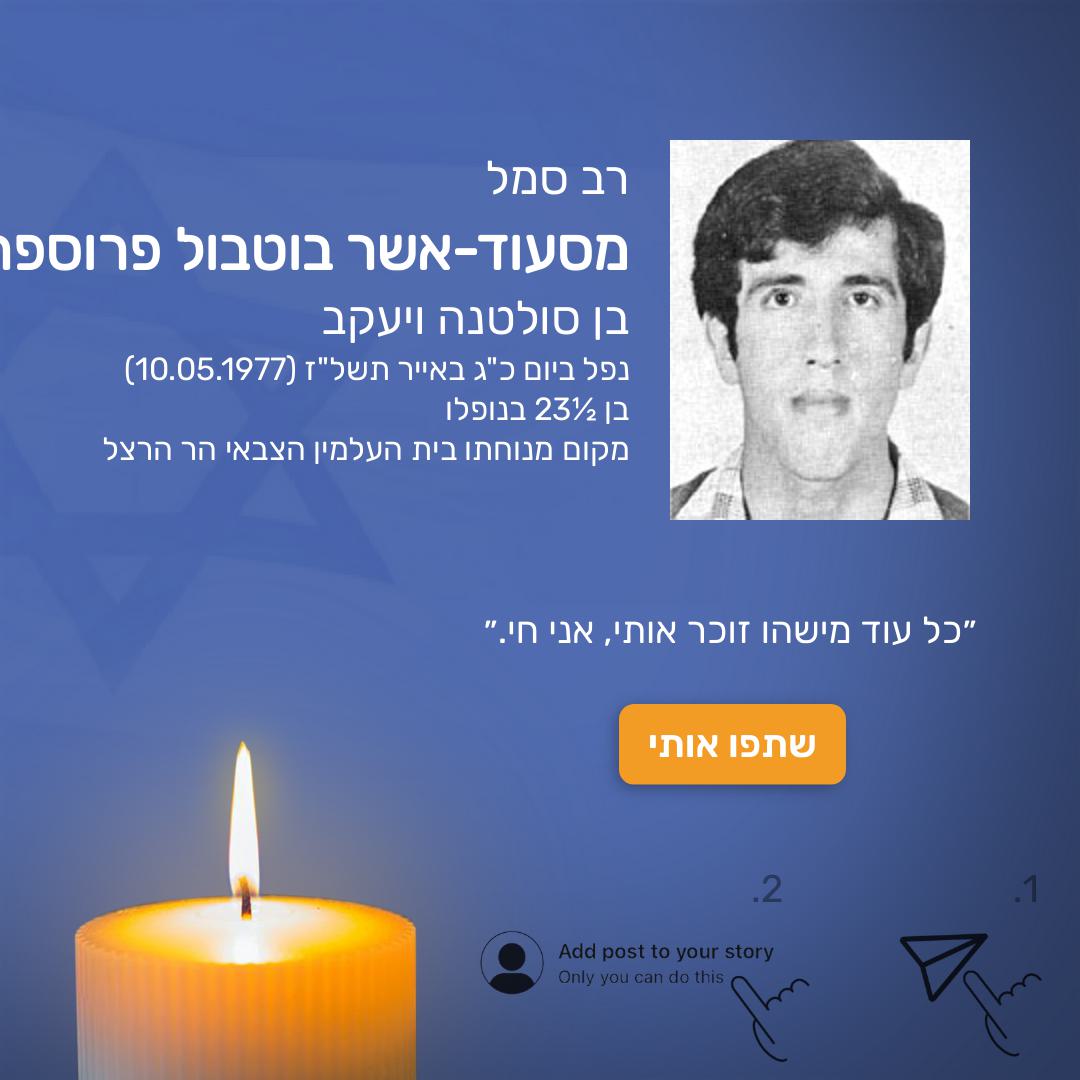 רב סמל
מסעוד-אשר בוטבול
בן סולטנה ויעקב
נפל ביום כ"ג באייר תשל"ז (10.05.1977)
בן 23½ בנופלו
מקום מנוחתו בית העלמין הצבאי הר הרצל
״כל עוד מישהו זוכר אותי, אני חי.״
שתפו אותי
1.
2.
Add post to your story
Only you can do this